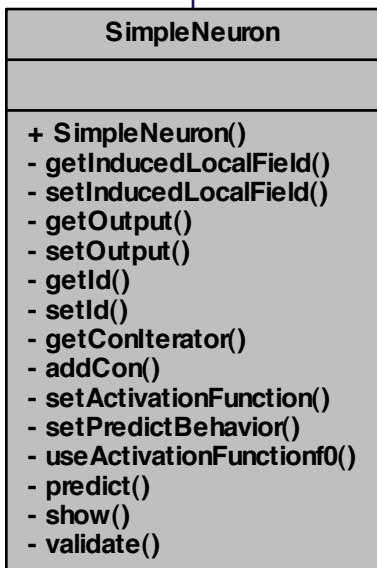 SimpleNeuron
+ SimpleNeuron()
- getInducedLocalField()
- setInducedLocalField()
- getOutput()
- setOutput()
- getId()
- setId()
- getConIterator()
- addCon()
- setActivationFunction()
- setPredictBehavior()
- useActivationFunctionf0()
- predict()
- show()
- validate()